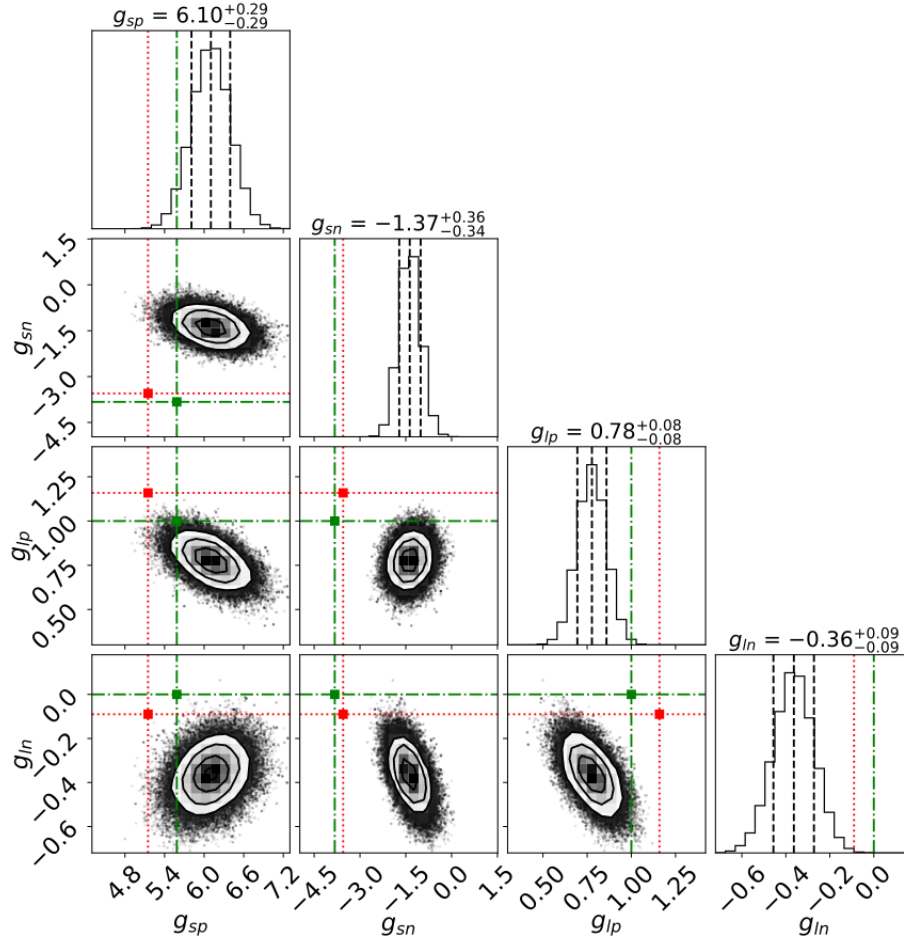 g_sp = 6.10 +0.29 −0.29
1.5
g_sn = −1.37 +0.36 −0.34
0.0
−1.5
−3.0
−4.5
g_sn
1.25
g_lp = 0.78 +0.08 −0.08
1.00
0.75
0.50
g_lp
0.0
g_ln = −0.36 +0.09 −0.09
−0.2
−0.4
−0.6
g_ln
4.8 5.4 6.0 6.6 7.2 −4.5 −3.0 −1.5 0.0 1.5 0.50 0.75 1.00 1.25 −0.6 −0.4 −0.2 0.0
g_sp g_sn g_lp g_ln